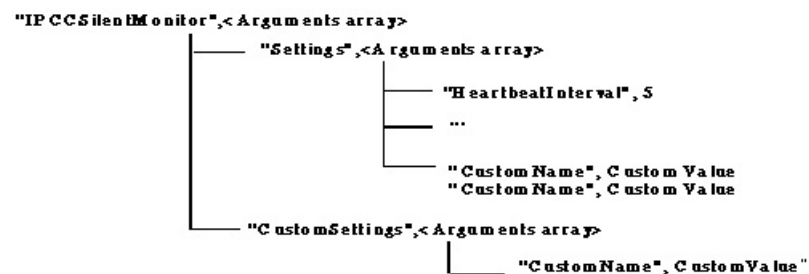 "IPCCSilentMonitor",<Arguments array>
"Settings",<Arguments array>
"HeartbeatInterval", 5
...
"CustomName", Custom Value
"CustomName", Custom Value
"CustomSettings",<Arguments array>
"CustomName", CustomValue"